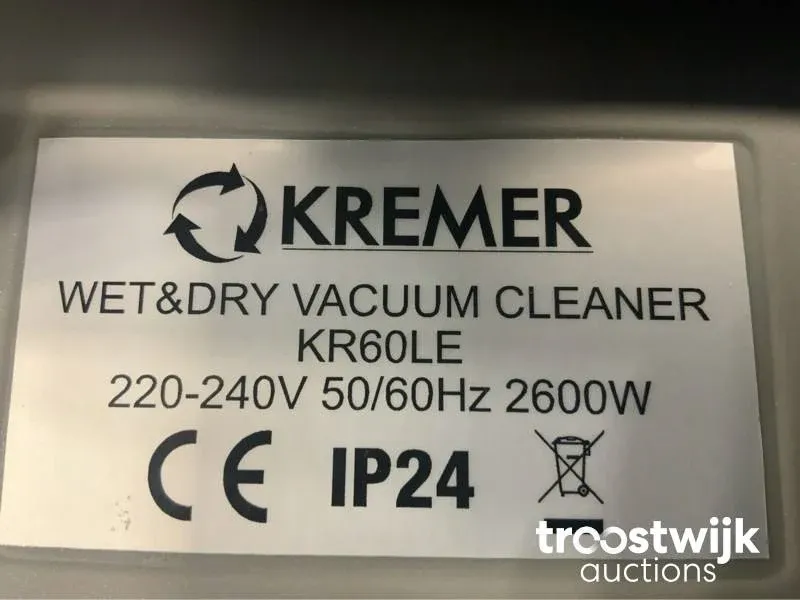 KREMER
WET&DRY VACUUM CLEANER
KR60LE
220-240V 50/60Hz 2600W
CE IP24
troostwijk
auctions